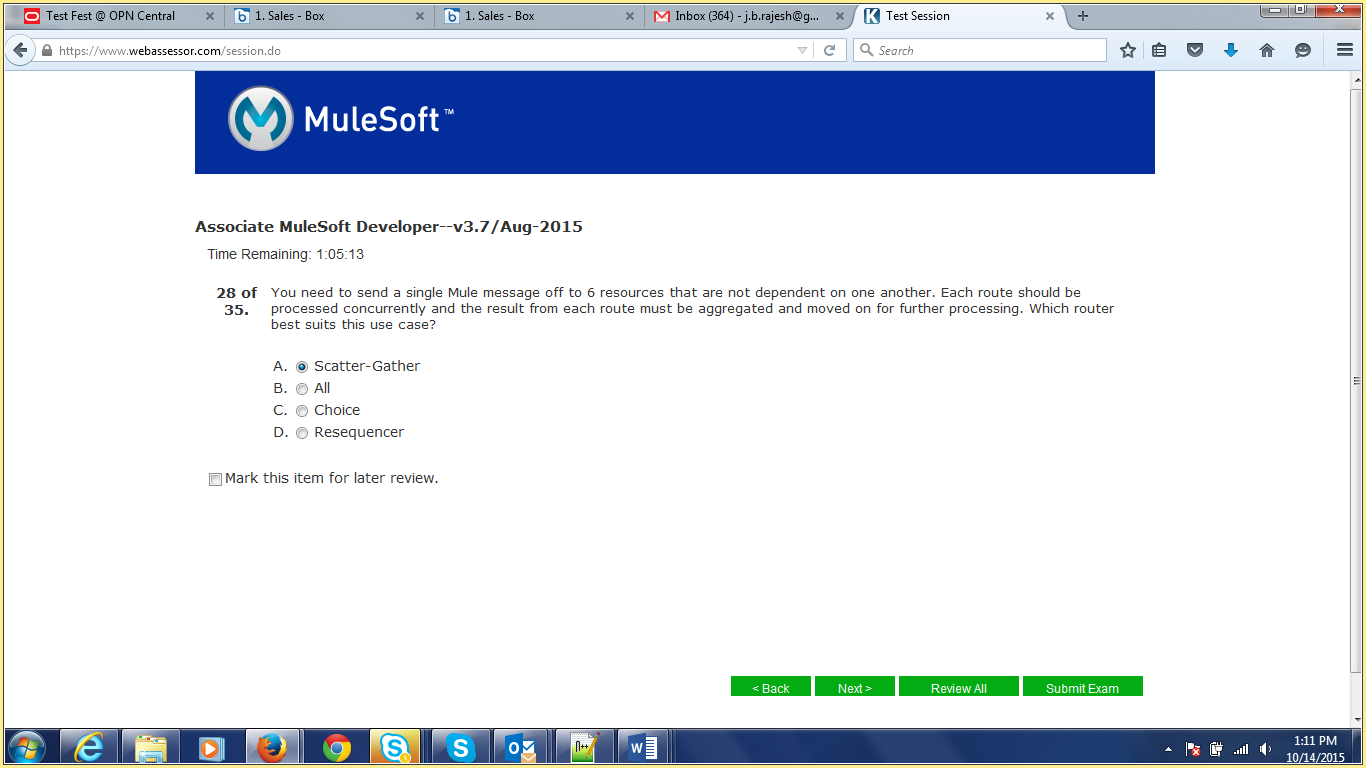 Test Fest @ OPN Central
1. Sales - Box
1. Sales - Box
Inbox (364) - j.b.rajesh@g...
Test Session
https://www.webassessor.com/session.do
Search
MuleSoft™
Associate MuleSoft Developer--v3.7/Aug-2015
Time Remaining: 1:05:13
28 of 35.
You need to send a single Mule message off to 6 resources that are not dependent on one another. Each route should be
processed concurrently and the result from each route must be aggregated and moved on for further processing. Which router
best suits this use case?
A. Scatter-Gather
B. All
C. Choice
D. Resequencer
Mark this item for later review.
< Back
Next >
Review All
Submit Exam
1:11 PM
10/14/2015